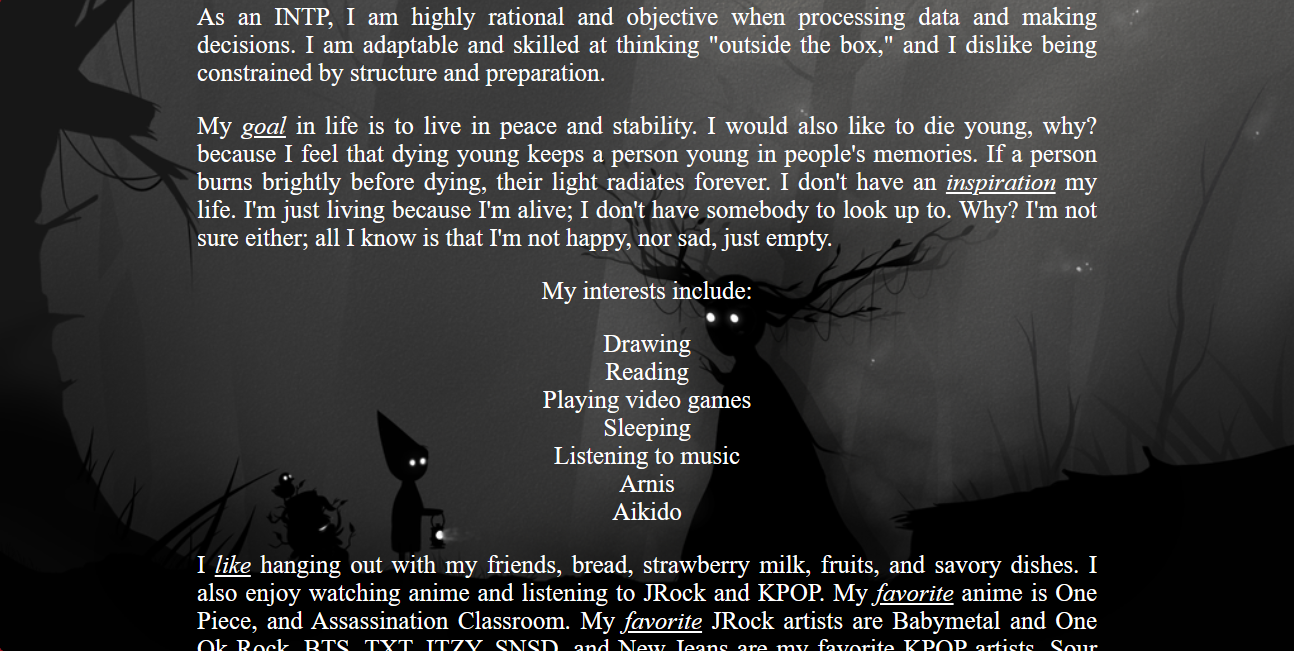 As an INTP, I am highly rational and objective when processing data and making
decisions. I am adaptable and skilled at thinking "outside the box," and I dislike being
constrained by structure and preparation.
My goal in life is to live in peace and stability. I would also like to die young, why?
because I feel that dying young keeps a person young in people's memories. If a person
burns brightly before dying, their light radiates forever. I don't have an inspiration my
life. I'm just living because I'm alive; I don't have somebody to look up to. Why? I'm not
sure either; all I know is that I'm not happy, nor sad, just empty.
My interests include:
Drawing
Reading
Playing video games
Sleeping
Listening to music
Arnis
Aikido
I like hanging out with my friends, bread, strawberry milk, fruits, and savory dishes. I
also enjoy watching anime and listening to JRock and KPOP. My favorite anime is One
Piece, and Assassination Classroom. My favorite JRock artists are Babymetal and One
Ok Rock. BTS, TXT, ITZY, SNSD, and New Jeans are my favorite KPOP artists. Sour